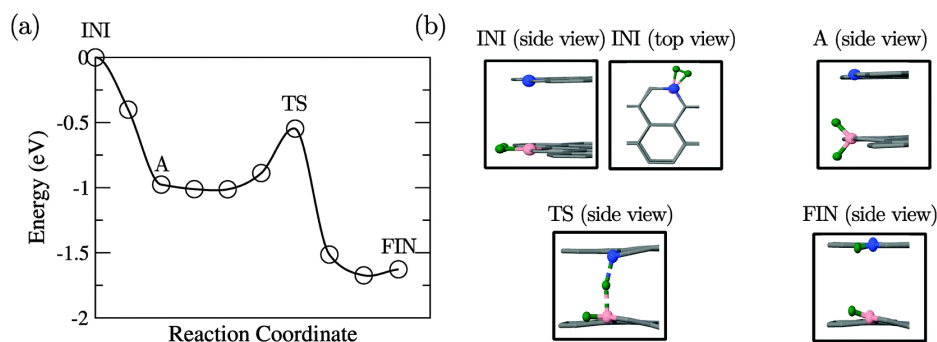 (a)
INI
0
-0.5
-1
-1.5
-2
Energy (eV)
A
TS
FIN
Reaction Coordinate
(b)
INI (side view) INI (top view)
A (side view)
TS (side view)
FIN (side view)